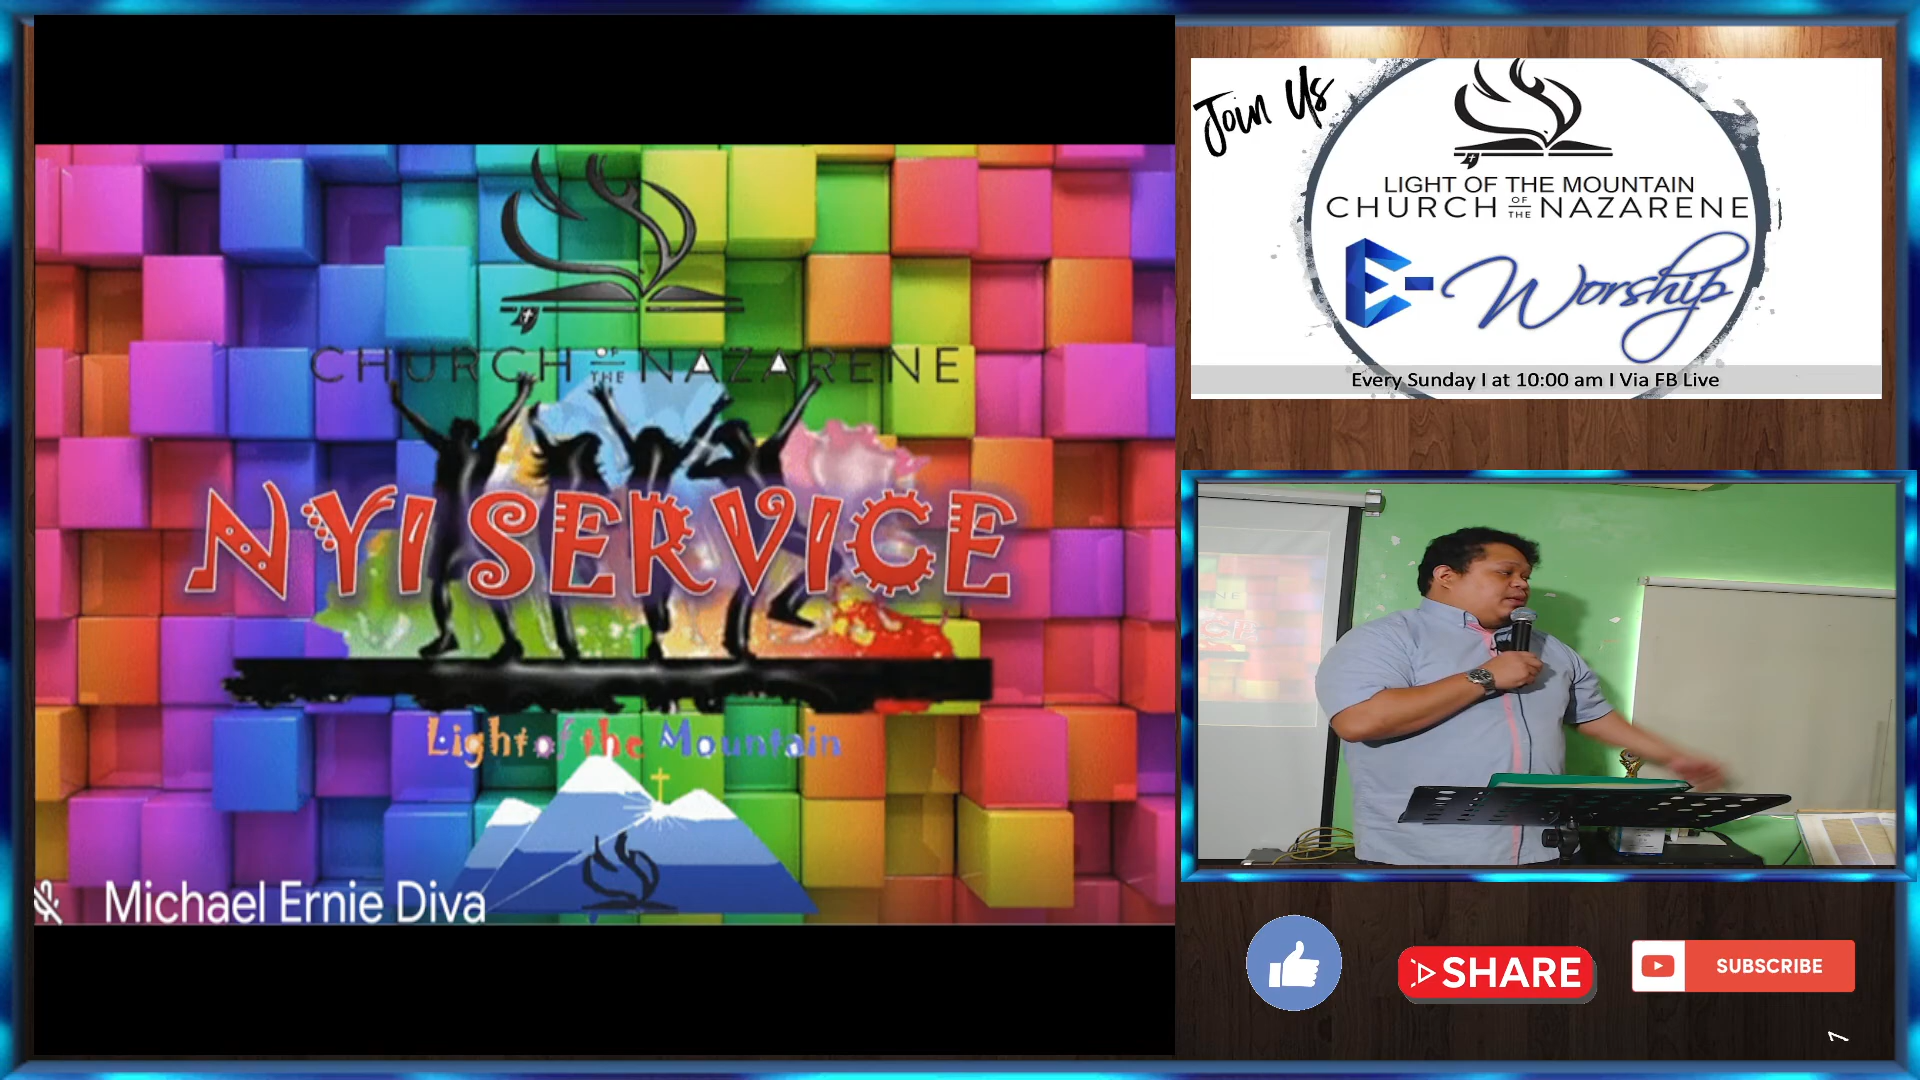 CHURCH OF THE NAZARENE
NYI SERVICE
Light of the Mountain
Michael Ernie Diva
Join Us
LIGHT OF THE MOUNTAIN
CHURCH OF THE NAZARENE
E-Worship
Every Sunday I at 10:00 am I Via FB Live
SHARE
SUBSCRIBE